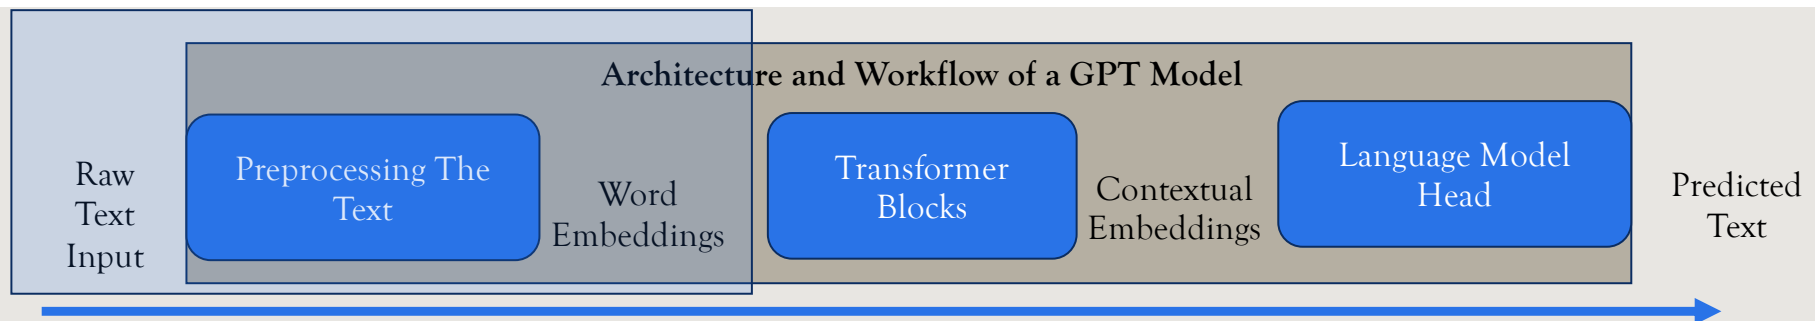 Architecture and Workflow of a GPT Model
Raw
Text
Input
Preprocessing The
Text
Word
Embeddings
Transformer
Blocks
Contextual
Embeddings
Language Model
Head
Predicted
Text